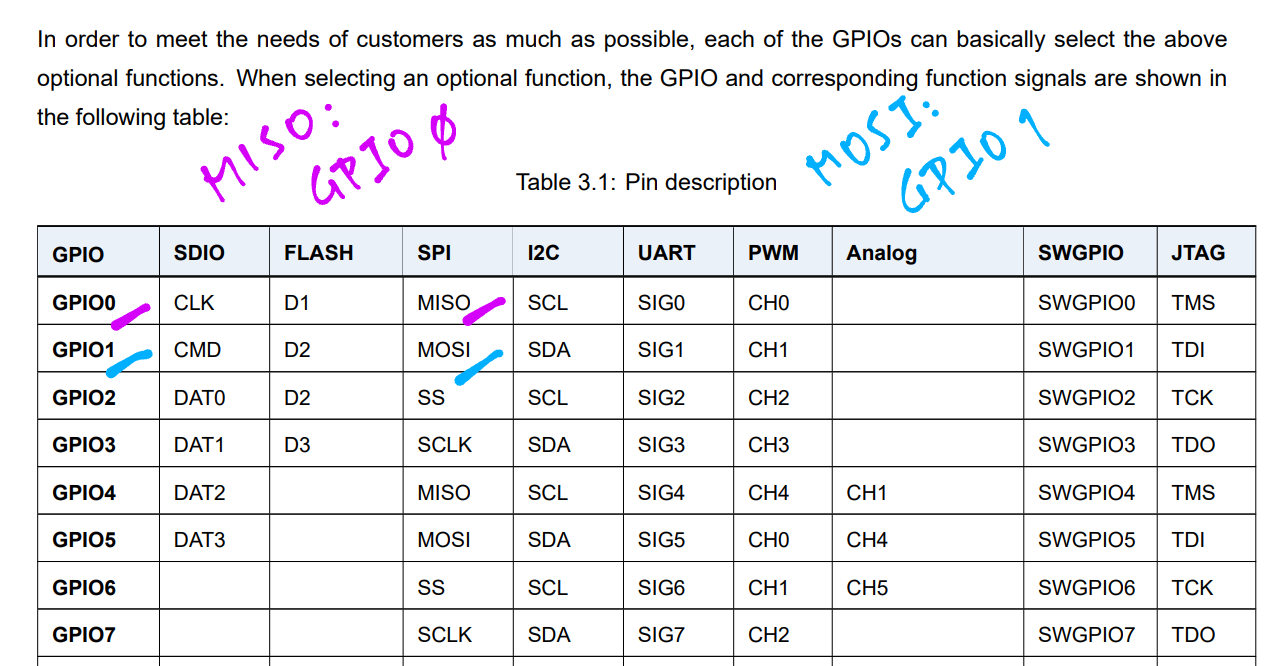 In order to meet the needs of customers as much as possible, each of the GPIOs can basically select the above
optional functions. When selecting an optional function, the GPIO and corresponding function signals are shown in
the following table:
MISO:
GPIO0
MOSI:
GPIO1
Table 3.1: Pin description
GPIO SDIO FLASH SPI I2C UART PWM Analog SWGPIO JTAG
GPIO0 CLK D1 MISO SCL SIG0 CH0 SWGPIO0 TMS
GPIO1 CMD D2 MOSI SDA SIG1 CH1 SWGPIO1 TDI
GPIO2 DAT0 D2 SS SCL SIG2 CH2 SWGPIO2 TCK
GPIO3 DAT1 D3 SCLK SDA SIG3 CH3 SWGPIO3 TDO
GPIO4 DAT2 MISO SCL SIG4 CH4 CH1 SWGPIO4 TMS
GPIO5 DAT3 MOSI SDA SIG5 CH0 CH4 SWGPIO5 TDI
GPIO6 SS SCL SIG6 CH1 CH5 SWGPIO6 TCK
GPIO7 SCLK SDA SIG7 CH2 SWGPIO7 TDO